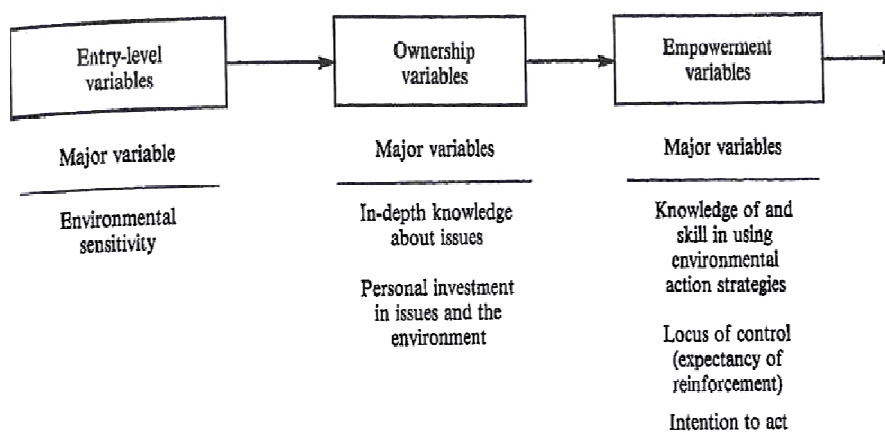 Entry-level
variables
Ownership
variables
Empowerment
variables
Major variable
Environmental
sensitivity
Major variables
In-depth knowledge
about issues
Personal investment
in issues and the
environment
Major variables
Knowledge of and
skill in using
environmental
action strategies
Locus of control
(expectancy of
reinforcement)
Intention to act